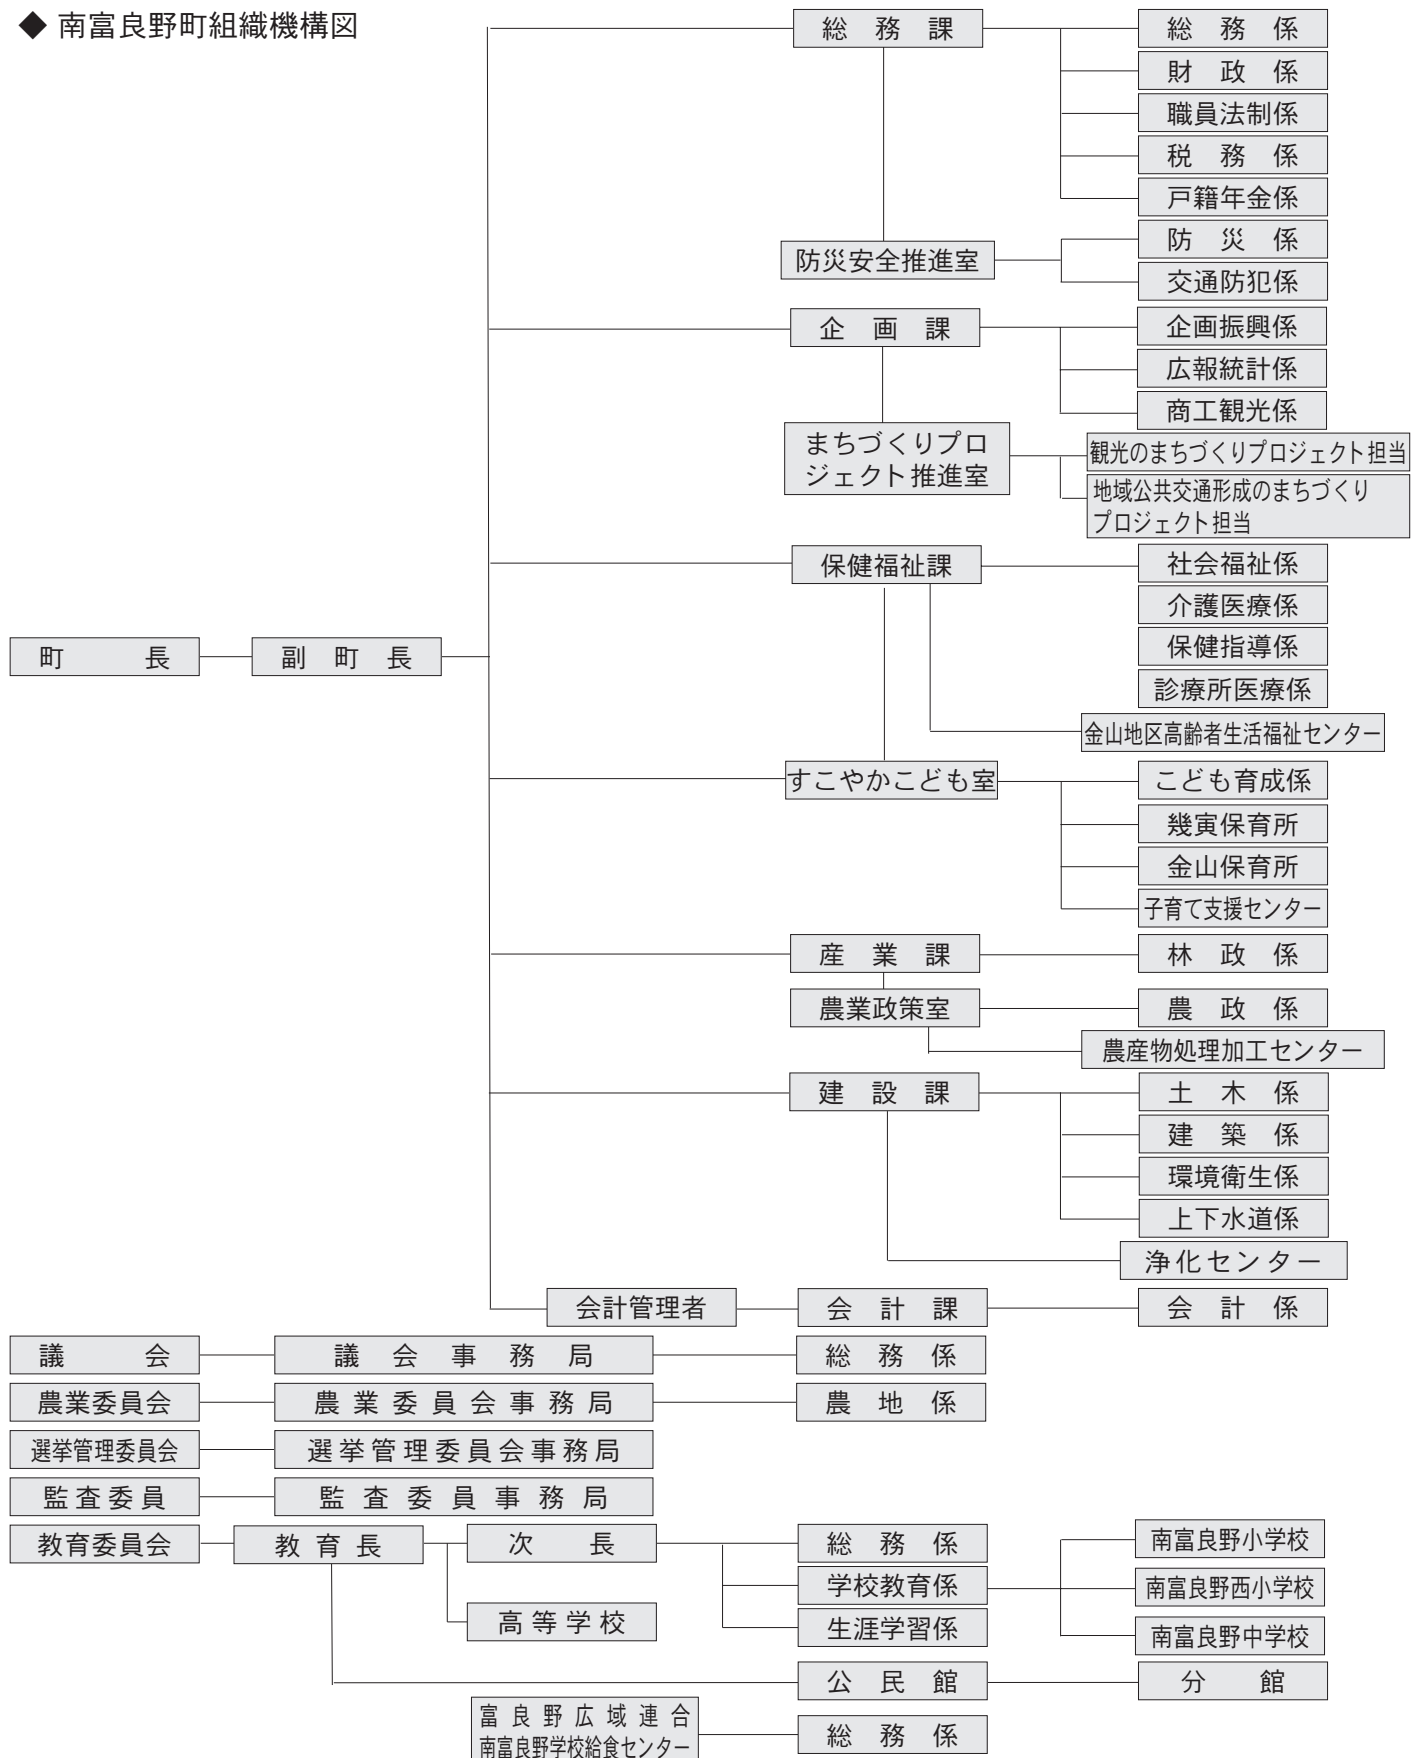 ◆ 南富良野町組織機構図
総務課
総務係
財政係
職員法制係
税務係
戸籍年金係
防災安全推進室
防災係
交通防犯係
企画課
企画振興係
広報統計係
商工観光係
まちづくりプロ
ジェクト推進室
観光のまちづくりプロジェクト担当
地域公共交通形成のまちづくり
プロジェクト担当
町長
副町長
保健福祉課
社会福祉係
介護医療係
保健指導係
診療所医療係
金山地区高齢者生活福祉センター
すこやかこども室
こども育成係
幾寅保育所
金山保育所
子育て支援センター
産業課
林政係
農業政策室
農政係
農産物処理加工センター
建設課
土木係
建築係
環境衛生係
上下水道係
浄化センター
会計管理者
会計課
会計係
議会
議会事務局
総務係
農業委員会
農業委員会事務局
農地係
選挙管理委員会
選挙管理委員会事務局
監査委員
監査委員事務局
教育委員会
教育長
次長
総務係
学校教育係
生涯学習係
南富良野小学校
南富良野西小学校
南富良野中学校
高等学校
公民館
分館
富良野広域連合
南富良野学校給食センター
総務係